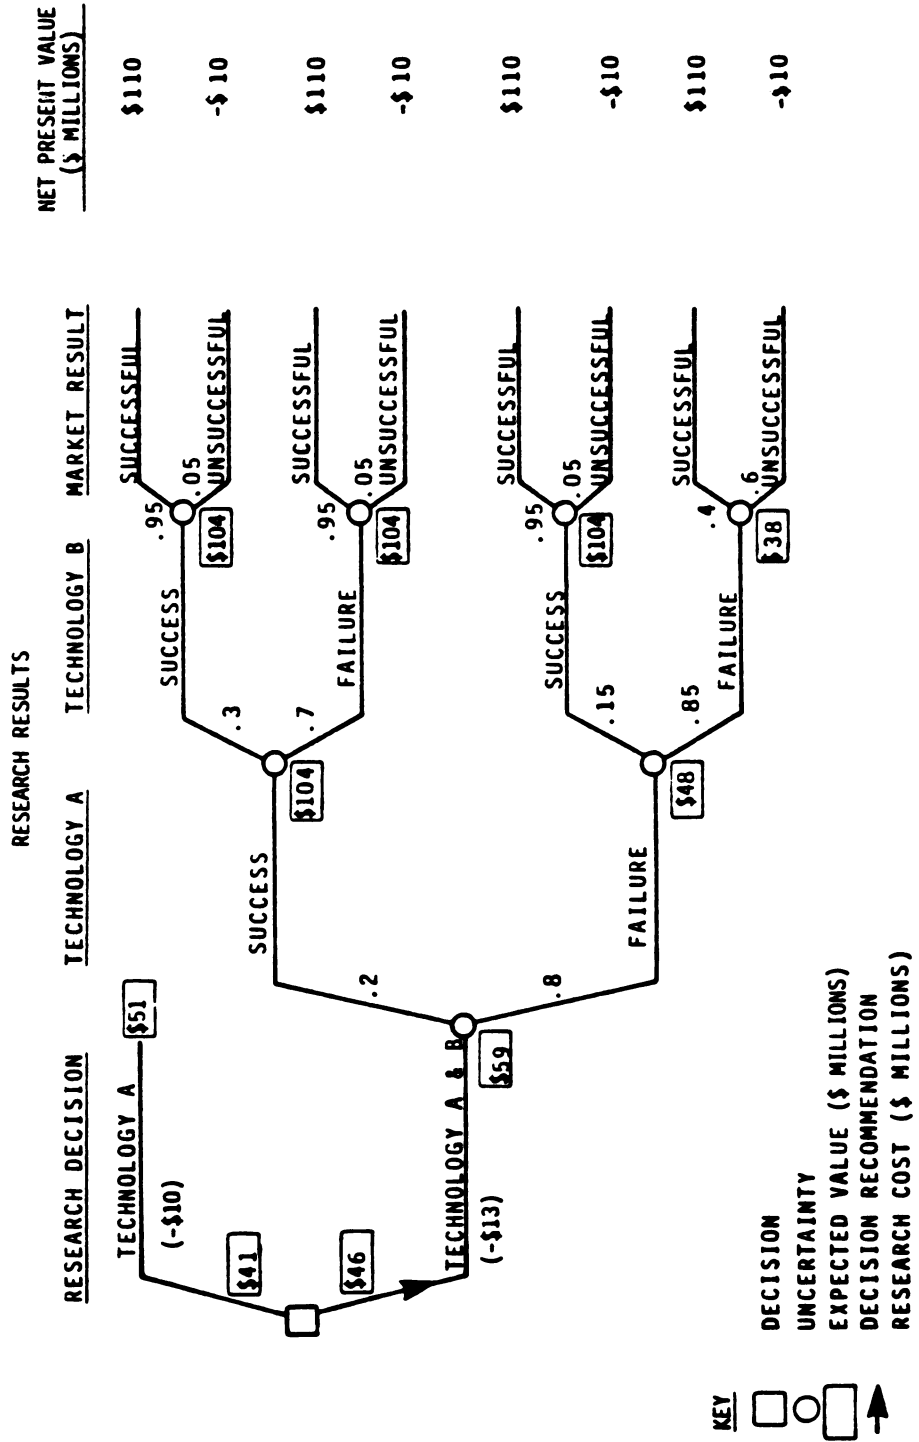 RESEARCH RESULTS
RESEARCH DECISION
TECHNOLOGY A
TECHNOLOGY B
MARKET RESULT
NET PRESENT VALUE
($ MILLIONS)
TECHNOLOGY A
$51
(-$10)
$41
$46
TECHNOLOGY A & B
(-$13)
$59
.2
SUCCESS
$104
.3
SUCCESS
.95
SUCCESSFUL
$110
.05
UNSUCCESSFUL
-$10
$104
.7
FAILURE
.95
SUCCESSFUL
$110
.05
UNSUCCESSFUL
-$10
$104
.8
FAILURE
$48
.15
SUCCESS
.95
SUCCESSFUL
$110
.05
UNSUCCESSFUL
-$10
$104
.85
FAILURE
.4
SUCCESSFUL
$110
.6
UNSUCCESSFUL
-$10
$38
KEY
DECISION
UNCERTAINTY
EXPECTED VALUE ($ MILLIONS)
DECISION RECOMMENDATION
RESEARCH COST ($ MILLIONS)